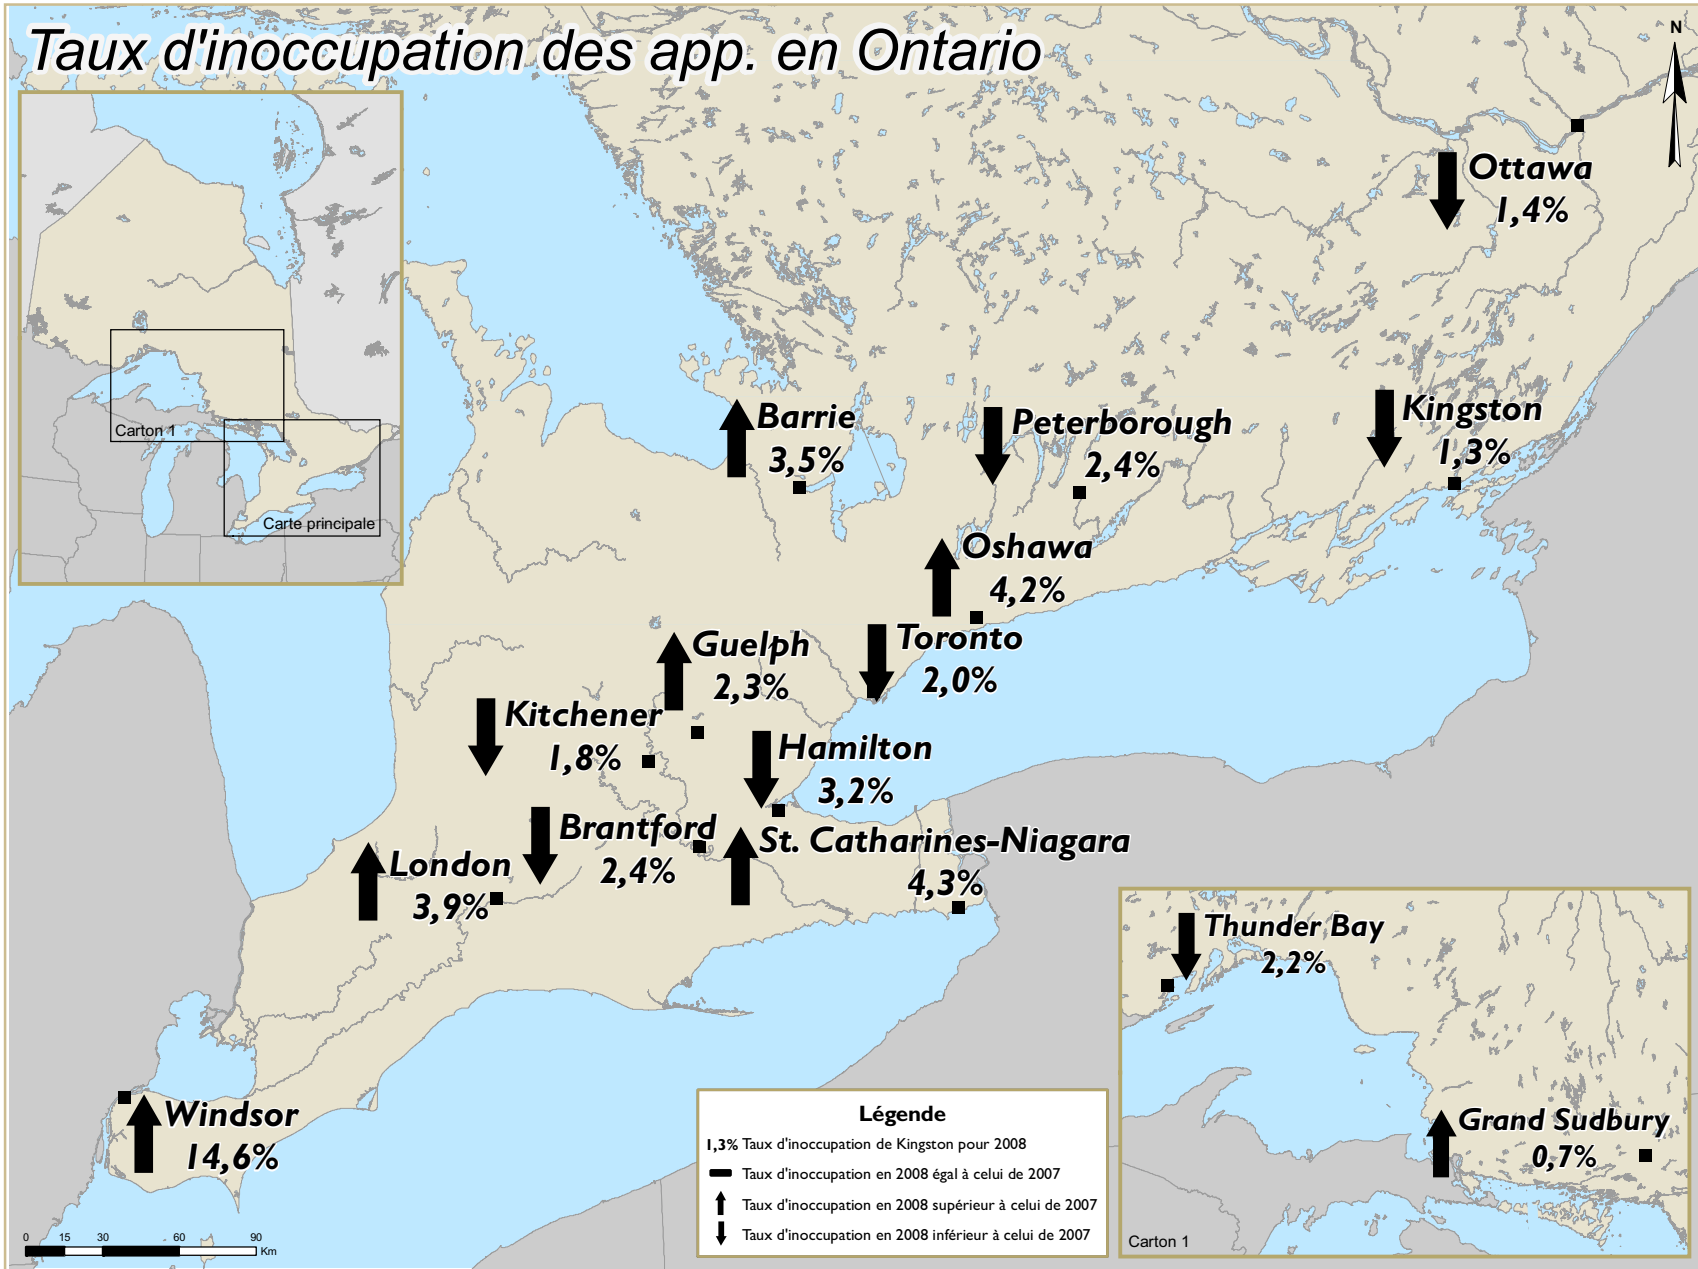 Taux d'inoccupation des app. en Ontario
N
Carton 1
Carte principale
Ottawa
1,4%
Barrie
3,5%
Peterborough
2,4%
Kingston
1,3%
Oshawa
4,2%
Toronto
2,0%
Guelph
2,3%
Kitchener
1,8%
Hamilton
3,2%
Brantford
2,4%
St. Catharines-Niagara
4,3%
London
3,9%
Windsor
14,6%
Thunder Bay
2,2%
Grand Sudbury
0,7%
Carton 1
Légende
1,3% Taux d'inoccupation de Kingston pour 2008
Taux d'inoccupation en 2008 égal à celui de 2007
Taux d'inoccupation en 2008 supérieur à celui de 2007
Taux d'inoccupation en 2008 inférieur à celui de 2007
0 15 30 60 90
Km